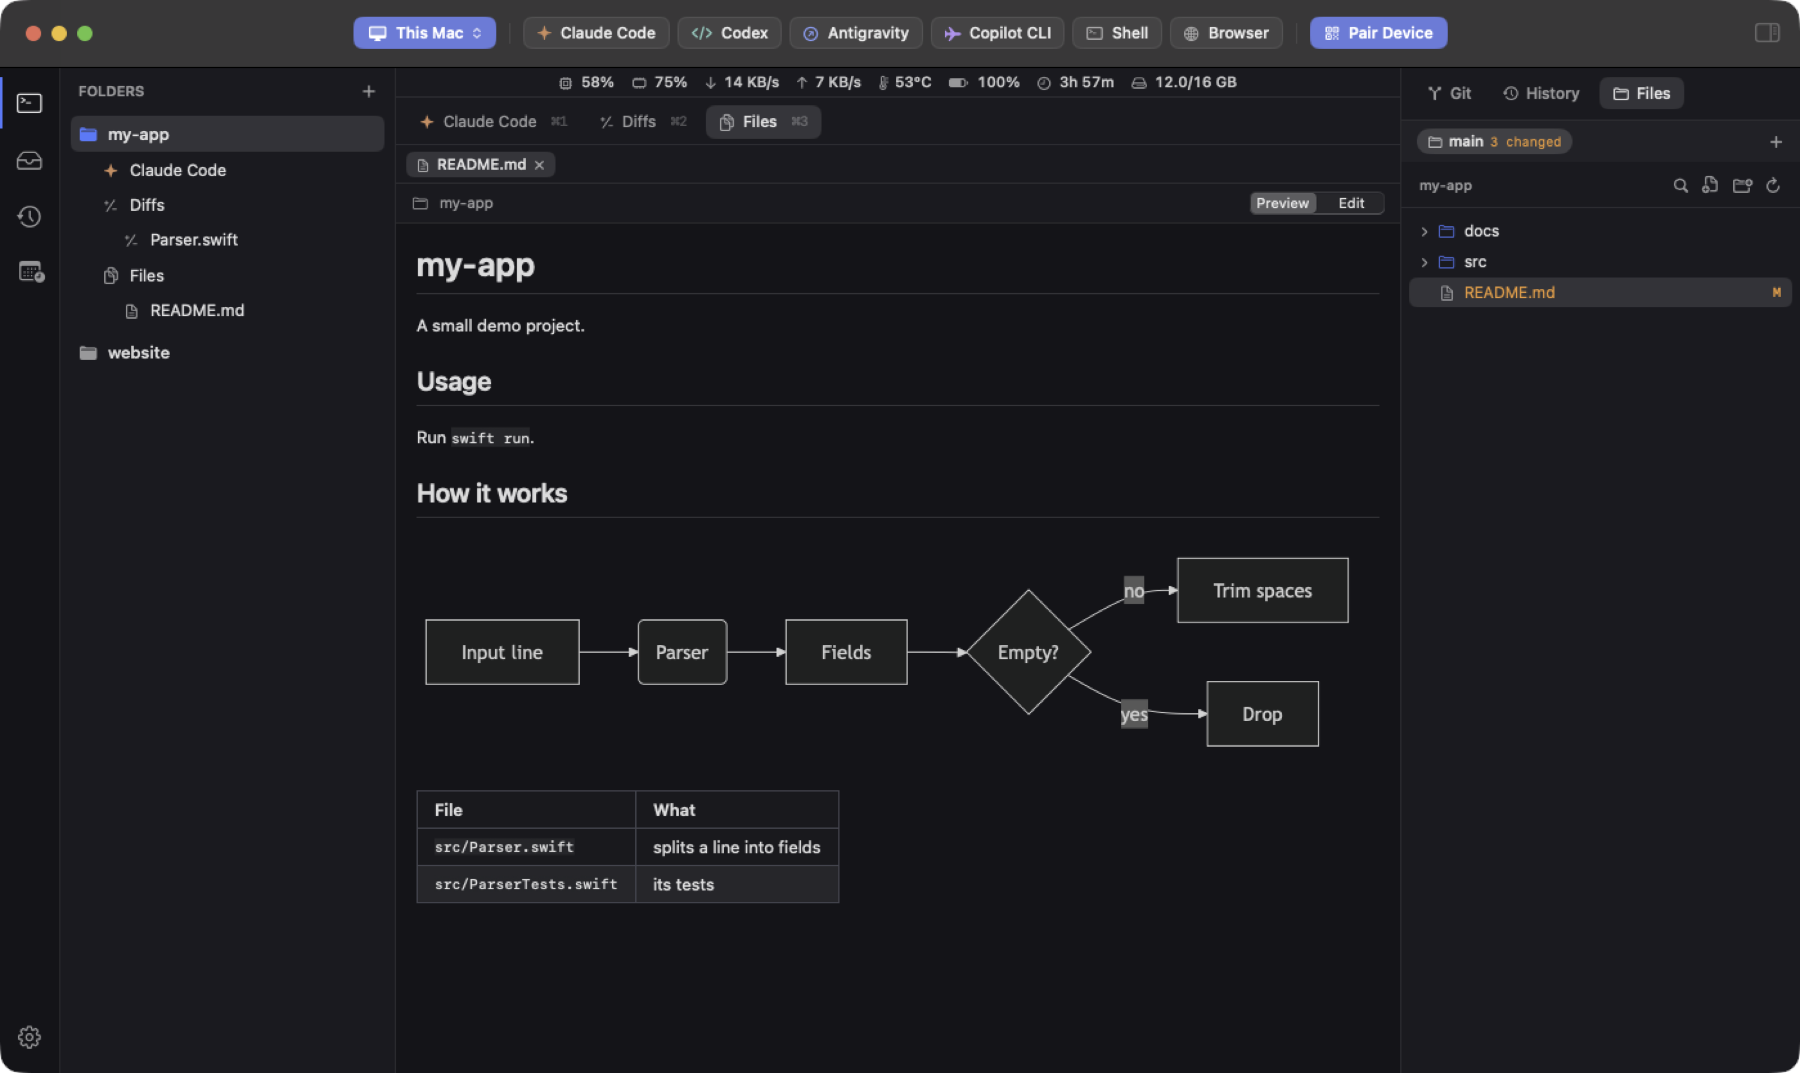 This Mac
Claude Code
Codex
Antigravity
Copilot CLI
Shell
Browser
Pair Device
FOLDERS
my-app
Claude Code
Diffs
Parser.swift
Files
README.md
website
58% 75% 14 KB/s 7 KB/s 53°C 100% 3h 57m 12.0/16 GB
Claude Code ⌘1
Diffs ⌘2
Files ⌘3
README.md
my-app
Preview
Edit
my-app
A small demo project.
Usage
Run swift run.
How it works
Input line
Parser
Fields
Empty?
no
Trim spaces
yes
Drop
File What
src/Parser.swift splits a line into fields
src/ParserTests.swift its tests
Git
History
Files
main 3 changed
my-app
docs
src
README.md M